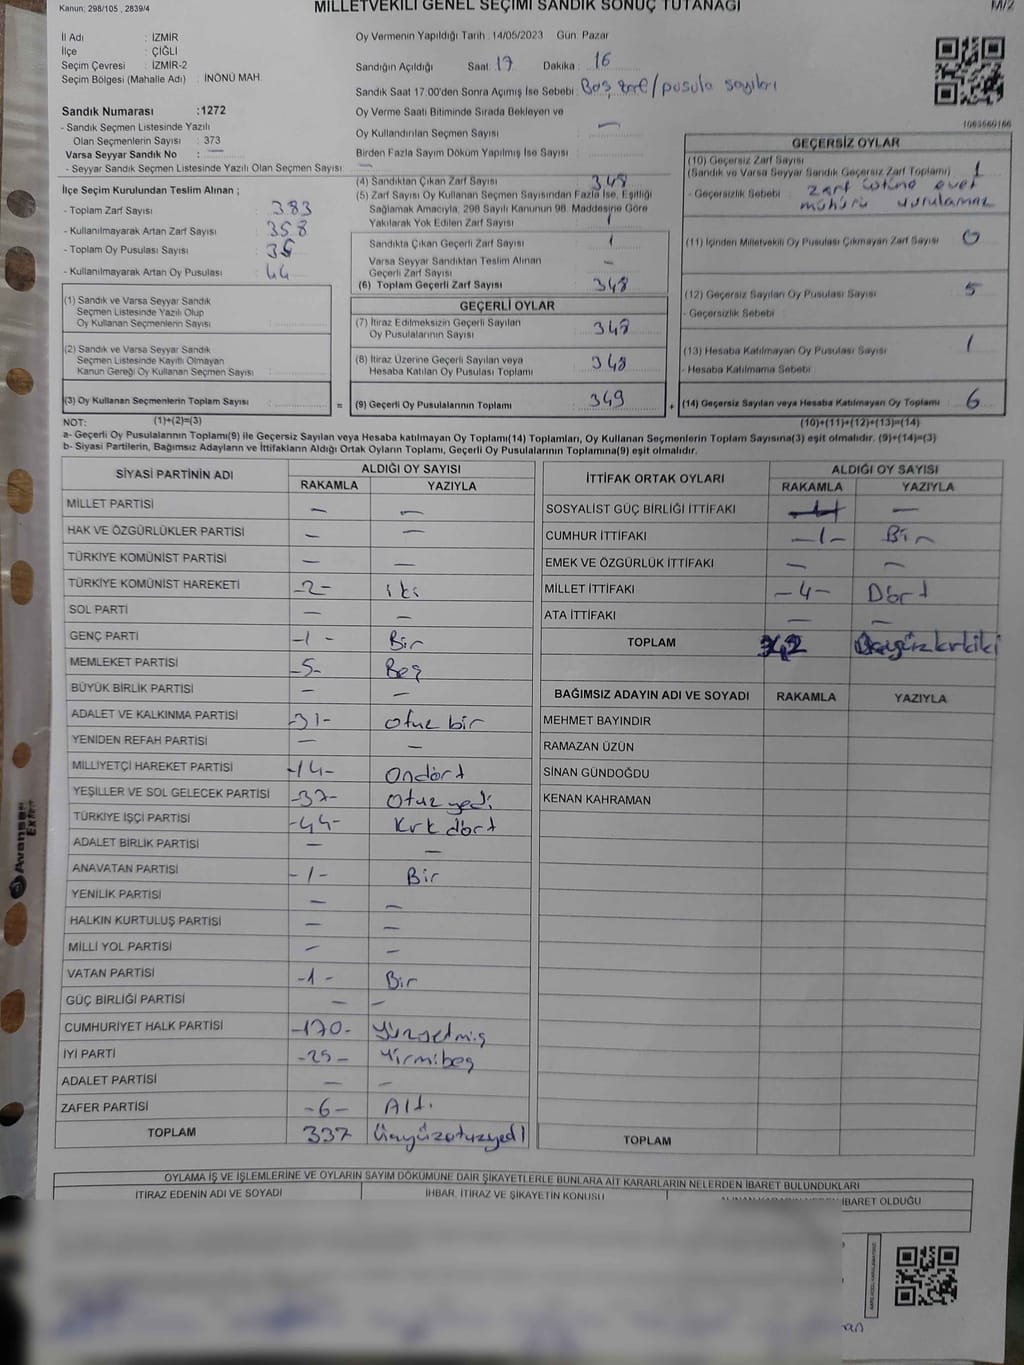 Kanun; 298/105 , 2839/4
MİLLETVEKİLİ GENEL SEÇİMİ SANDIK SONUÇ TUTANAĞI
M/2
İl Adı : İZMİR
İlçe : ÇİĞLİ
Seçim Çevresi : İZMİR-2
Seçim Bölgesi (Mahalle Adı) : İNÖNÜ MAH.
Oy Vermenin Yapıldığı Tarih :14/05/2023 Gün: Pazar
Sandığın Açıldığı Saat: 17 Dakika : 16
Sandık Saat 17.00'den Sonra Açımış İse Sebebi: pusula sayıları
Oy Verme Saati Bitiminde Sırada Bekleyen ve
Oy Kullandırılan Seçmen Sayısı : —
Birden Fazla Sayım Döküm Yapılmış İse Sayısı :
Sandık Numarası :1272
- Sandık Seçmen Listesinde Yazılı
Olan Seçmenlerin Sayısı : 373
Varsa Seyyar Sandık No : —
- Seyyar Sandık Seçmen Listesinde Yazılı Olan Seçmen Sayısı: —
İlçe Seçim Kurulundan Teslim Alınan ;
- Toplam Zarf Sayısı : 383
- Kullanılmayarak Artan Zarf Sayısı : 358
- Toplam Oy Pusulası Sayısı :
- Kullanılmayarak Artan Oy Pusulası : 44
(1) Sandık ve Varsa Seyyar Sandık
Seçmen Listesinde Yazılı Olup
Oy Kullanan Seçmenlerin Sayısı :
(2) Sandık ve Varsa Seyyar Sandık
Seçmen Listesinde Kayıtlı Olmayan
Kanun Gereği Oy Kullanan Seçmen Sayısı :
(3) Oy Kullanan Seçmenlerin Toplam Sayısı :
(4) Sandıktan Çıkan Zarf Sayısı : 348
(5) Zarf Sayısı Oy Kullanan Seçmen Sayısından Fazla İse, Eşitliği
Sağlamak Amacıyla, 298 Sayılı Kanunun 98. Maddesine Göre
Yakılarak Yok Edilen Zarf Sayısı : 1
Sandıkta Çıkan Geçerli Zarf Sayısı : 1
Varsa Seyyar Sandıktan Teslim Alınan
Geçerli Zarf Sayısı : —
(6) Toplam Geçerli Zarf Sayısı : 348
GEÇERLİ OYLAR
(7) İtiraz Edilmeksizin Geçerli Sayılan
Oy Pusulalarının Sayısı : 348
(8) İtiraz Üzerine Geçerli Sayılan veya
Hesaba Katılan Oy Pusulası Toplamı : 348
= (9) Geçerli Oy Pusulalarının Toplamı : 349
1083660166
GEÇERSİZ OYLAR
(10) Geçersiz Zarf Sayısı
(Sandık ve Varsa Seyyar Sandık Geçersiz Zarf Toplamı) : 1
- Geçersizlik Sebebi : zarf üstüne evet
mühürü vurulamaz
(11) İçinden Milletvekili Oy Pusulası Çıkmayan Zarf Sayısı : 0
(12) Geçersiz Sayılan Oy Pusulası Sayısı : 5
- Geçersizlik Sebebi :
(13) Hesaba Katılmayan Oy Pusulası Sayısı : 1
- Hesaba Katılmama Sebebi :
+ (14) Geçersiz Sayılan veya Hesaba Katılmayan Oy Toplamı : 6
NOT: (1)+(2)=(3) (10)+(11)+(12)+(13)=(14)
a- Geçerli Oy Pusulalarının Toplamı(9) ile Geçersiz Sayılan veya Hesaba katılmayan Oy Toplamı(14) Toplamları, Oy Kullanan Seçmenlerin Toplam Sayısına(3) eşit olmalıdır. (9)+(14)=(3)
b- Siyasi Partilerin, Bağımsız Adayların ve İttifakların Aldığı Ortak Oyların Toplamı, Geçerli Oy Pusulalarının Toplamına(9) eşit olmalıdır.
SİYASİ PARTİNİN ADI ALDIĞI OY SAYISI
RAKAMLA YAZIYLA
MİLLET PARTİSİ — —
HAK VE ÖZGÜRLÜKLER PARTİSİ — —
TÜRKİYE KOMÜNİST PARTİSİ — —
TÜRKİYE KOMÜNİST HAREKETİ -2- iki
SOL PARTİ — —
GENÇ PARTİ -1- Bir
MEMLEKET PARTİSİ -5- Beş
BÜYÜK BİRLİK PARTİSİ — —
ADALET VE KALKINMA PARTİSİ -31- otuz bir
YENİDEN REFAH PARTİSİ — —
MİLLİYETÇİ HAREKET PARTİSİ -14- Ondört
YEŞİLLER VE SOL GELECEK PARTİSİ -37- Otuz yedi
TÜRKİYE İŞÇİ PARTİSİ -44- Kırk dört
ADALET BİRLİK PARTİSİ — —
ANAVATAN PARTİSİ -1- Bir
YENİLİK PARTİSİ — —
HALKIN KURTULUŞ PARTİSİ — —
MİLLİ YOL PARTİSİ — —
VATAN PARTİSİ -1- Bir
GÜÇ BİRLİĞİ PARTİSİ — —
CUMHURİYET HALK PARTİSİ -170- Yüzyetmiş
İYİ PARTİ -25- Yirmibeş
ADALET PARTİSİ — —
ZAFER PARTİSİ -6- Altı
TOPLAM 337 Üçyüzotuzyedi
İTTİFAK ORTAK OYLARI ALDIĞI OY SAYISI
RAKAMLA YAZIYLA
SOSYALİST GÜÇ BİRLİĞİ İTTİFAKI —
CUMHUR İTTİFAKI -1- Bir
EMEK VE ÖZGÜRLÜK İTTİFAKI — —
MİLLET İTTİFAKI -4- Dört
ATA İTTİFAKI — —
TOPLAM 342 Üçyüzkırkiki
BAĞIMSIZ ADAYIN ADI VE SOYADI RAKAMLA YAZIYLA
MEHMET BAYINDIR
RAMAZAN ÜZÜN
SİNAN GÜNDOĞDU
KENAN KAHRAMAN
TOPLAM
OYLAMA İŞ VE İŞLEMLERİNE VE OYLARIN SAYIM DÖKÜMÜNE DAİR ŞİKAYETLERLE BUNLARA AİT KARARLARIN NELERDEN İBARET BULUNDUKLARI
İTİRAZ EDENİN ADI VE SOYADI İHBAR, İTİRAZ VE ŞİKAYETİN KONUSU İBARET OLDUĞU
Avansas
Extra